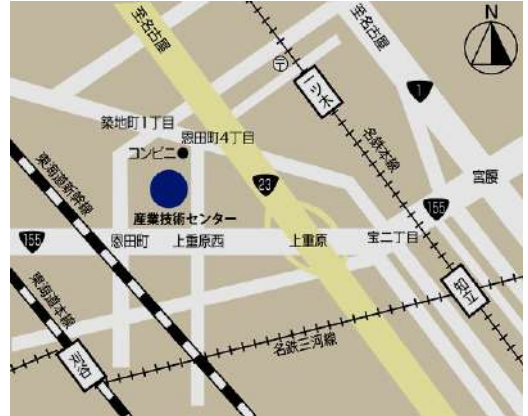 至名古屋
至名古屋
N
〒
一ツ木
1
築地町1丁目
恩田町4丁目
名鉄本線
コンビニ
東海道新幹線
23
宮腰
産業技術センター
155
155
恩田町
上重原西
上重原
宝二丁目
東海道本線
知立
刈谷
名鉄三河線